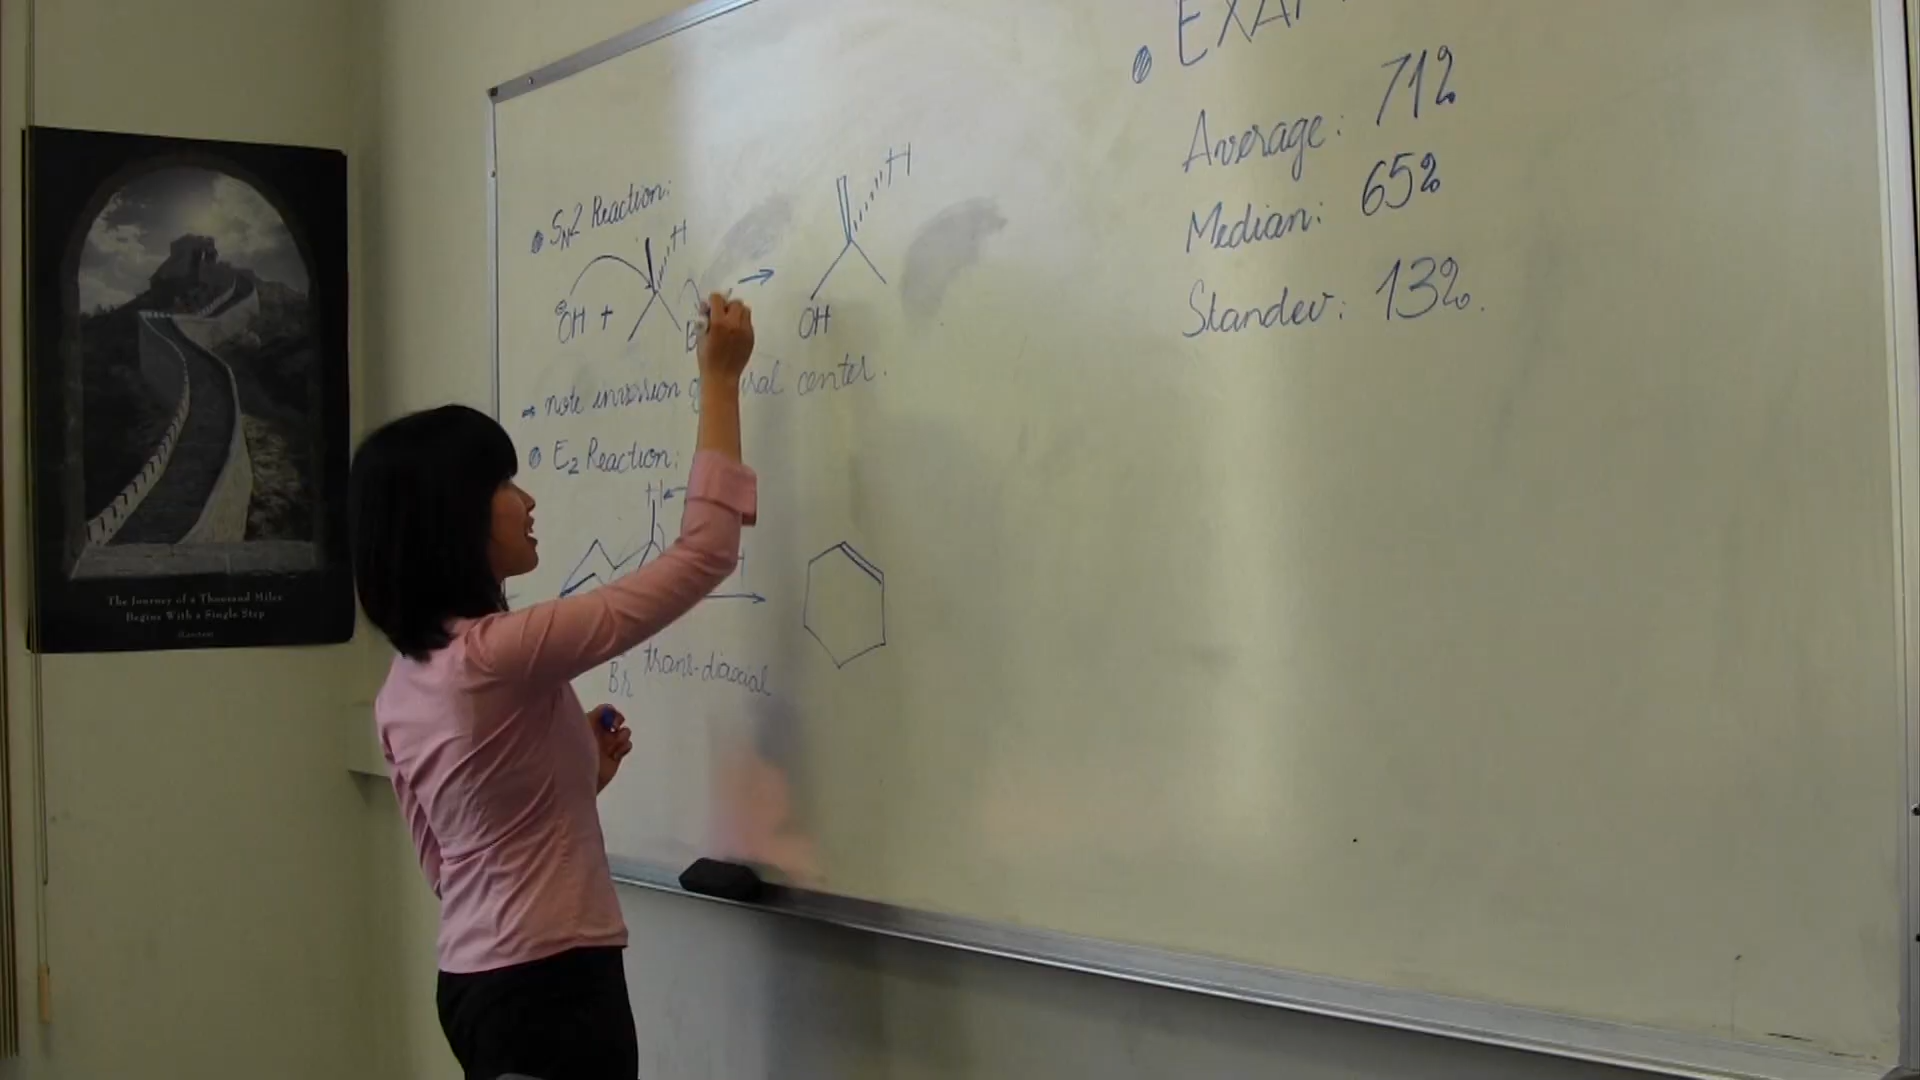 • EXAM
Average: 71%
Median: 65%
Standev: 13%.
• SN2 Reaction:
H
H
⊖OH +
B
→
OH
→ note inversion center.
• E2 Reaction:
H
Br trans-diaxial
The Journey of a Thousand Miles
Begins With a Single Step